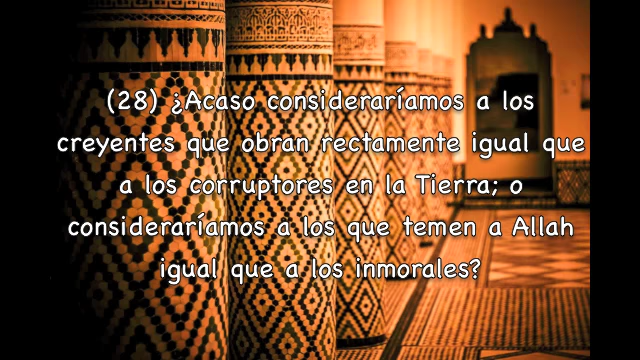 (28) ¿Acaso consideraríamos a los
creyentes que obran rectamente igual que
a los corruptores en la Tierra; o
consideraríamos a los que temen a Allah
igual que a los inmorales?